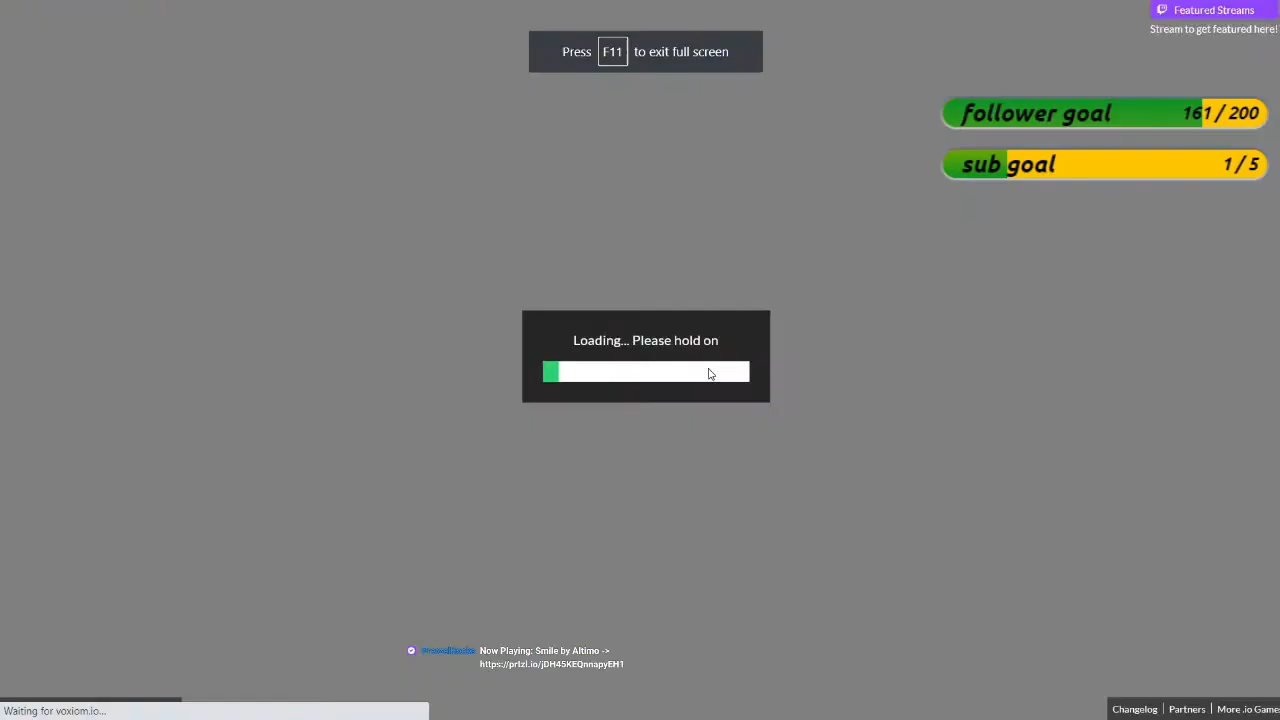 Featured Streams
Stream to get featured here!
Press F11 to exit full screen
follower goal 161 / 200
sub goal 1 / 5
Loading... Please hold on
Now Playing: Smile by Altimo ->
https://prtzl.io/jDH45KEQnnapyEH1
Waiting for voxiom.io...
Changelog | Partners | More .io Game